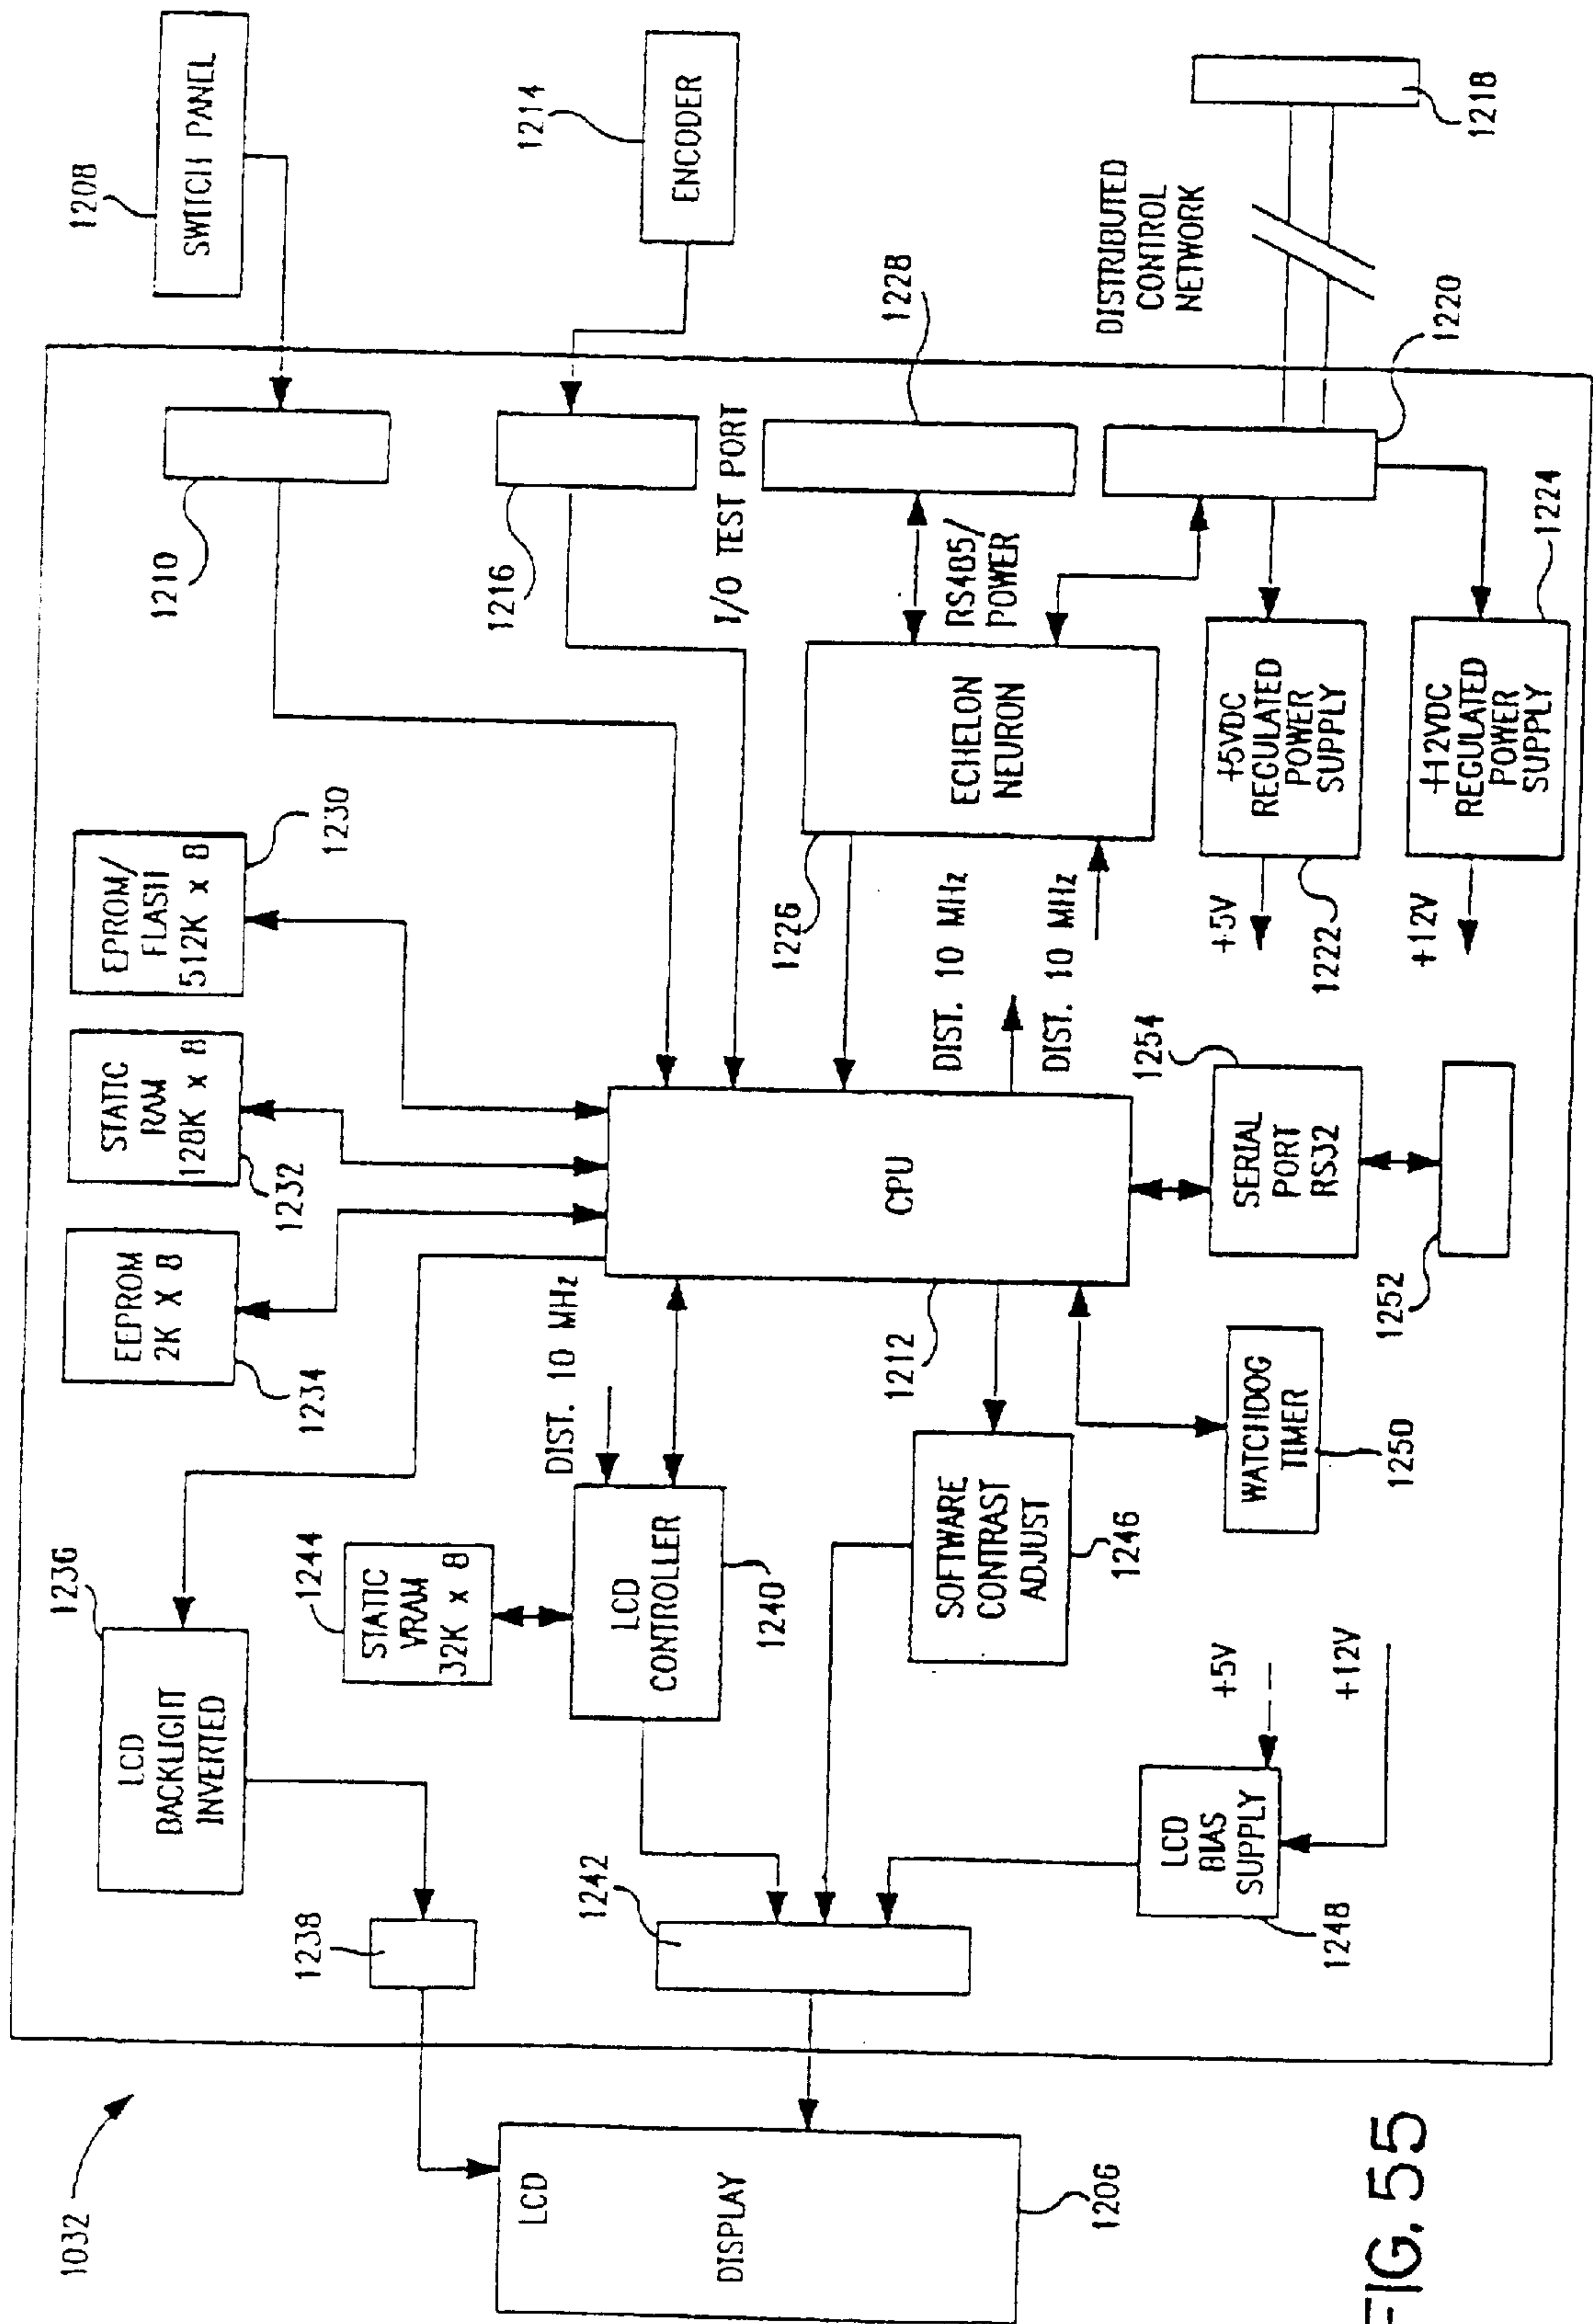 1032
LCD
DISPLAY
1206
1238
1242
1236
LCD
BACKLIGHT
INVERTED
1244
STATIC
VRAM
32K x 8
LCD
CONTROLLER
1240
DIST. 10 MHz
SOFTWARE
CONTRAST
ADJUST
1246
LCD
BIAS
SUPPLY
1248
+5V
+12V
WATCHDOG
TIMER
1250
EEPROM
2K X 8
1234
STATIC
RAM
128K x 8
1232
EPROM/
FLASH
512K x 8
1230
CPU
1212
SERIAL
PORT
RS32
1254
1252
DIST. 10 MHz
DIST. 10 MHz
1226
ECHELON
NEURON
RS485/
POWER
I/O TEST PORT
1228
+5V
+5VDC
REGULATED
POWER
SUPPLY
1222
+12V
+12VDC
REGULATED
POWER
SUPPLY
1224
1210
1216
1208
SWITCH PANEL
1214
ENCODER
DISTRIBUTED
CONTROL
NETWORK
1220
1218
FIG. 55